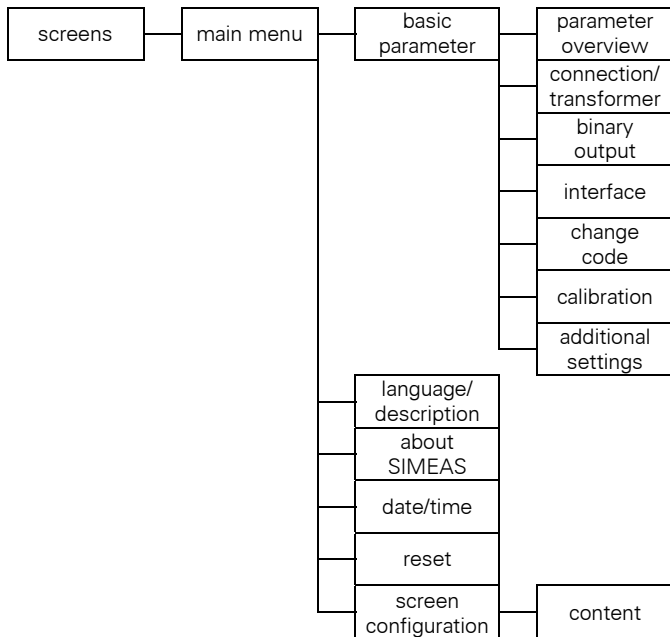 screens
main menu
basic
parameter
parameter
overview
connection/
transformer
binary
output
interface
change
code
calibration
additional
settings
language/
description
about
SIMEAS
date/time
reset
screen
configuration
content